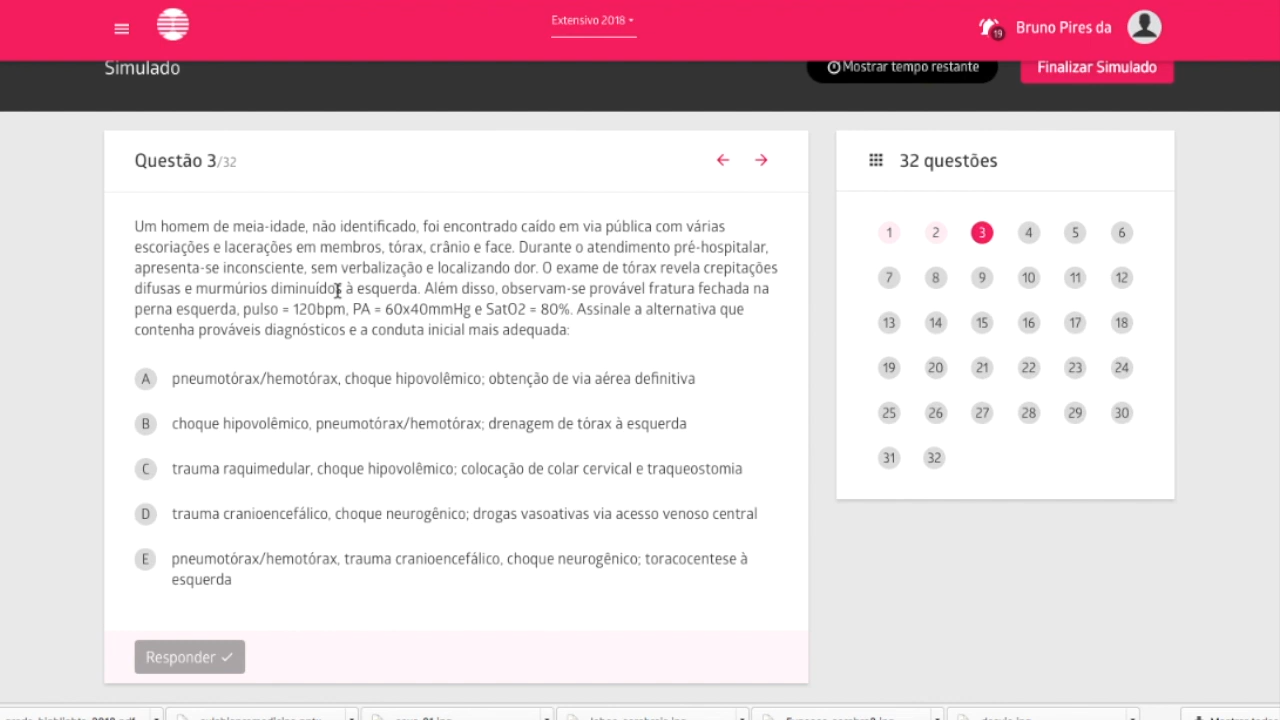 Extensivo 2018
19
Bruno Pires da
Simulado
Mostrar tempo restante
Finalizar Simulado
Questão 3/32
32 questões
Um homem de meia-idade, não identificado, foi encontrado caído em via pública com várias
escoriações e lacerações em membros, tórax, crânio e face. Durante o atendimento pré-hospitalar,
apresenta-se inconsciente, sem verbalização e localizando dor. O exame de tórax revela crepitações
difusas e murmúrios diminuídos à esquerda. Além disso, observam-se provável fratura fechada na
perna esquerda, pulso = 120bpm, PA = 60x40mmHg e SatO2 = 80%. Assinale a alternativa que
contenha prováveis diagnósticos e a conduta inicial mais adequada:
A pneumotórax/hemotórax, choque hipovolêmico; obtenção de via aérea definitiva
B choque hipovolêmico, pneumotórax/hemotórax; drenagem de tórax à esquerda
C trauma raquimedular, choque hipovolêmico; colocação de colar cervical e traqueostomia
D trauma cranioencefálico, choque neurogênico; drogas vasoativas via acesso venoso central
E pneumotórax/hemotórax, trauma cranioencefálico, choque neurogênico; toracocentese à
esquerda
Responder
1 2 3 4 5 6
7 8 9 10 11 12
13 14 15 16 17 18
19 20 21 22 23 24
25 26 27 28 29 30
31 32